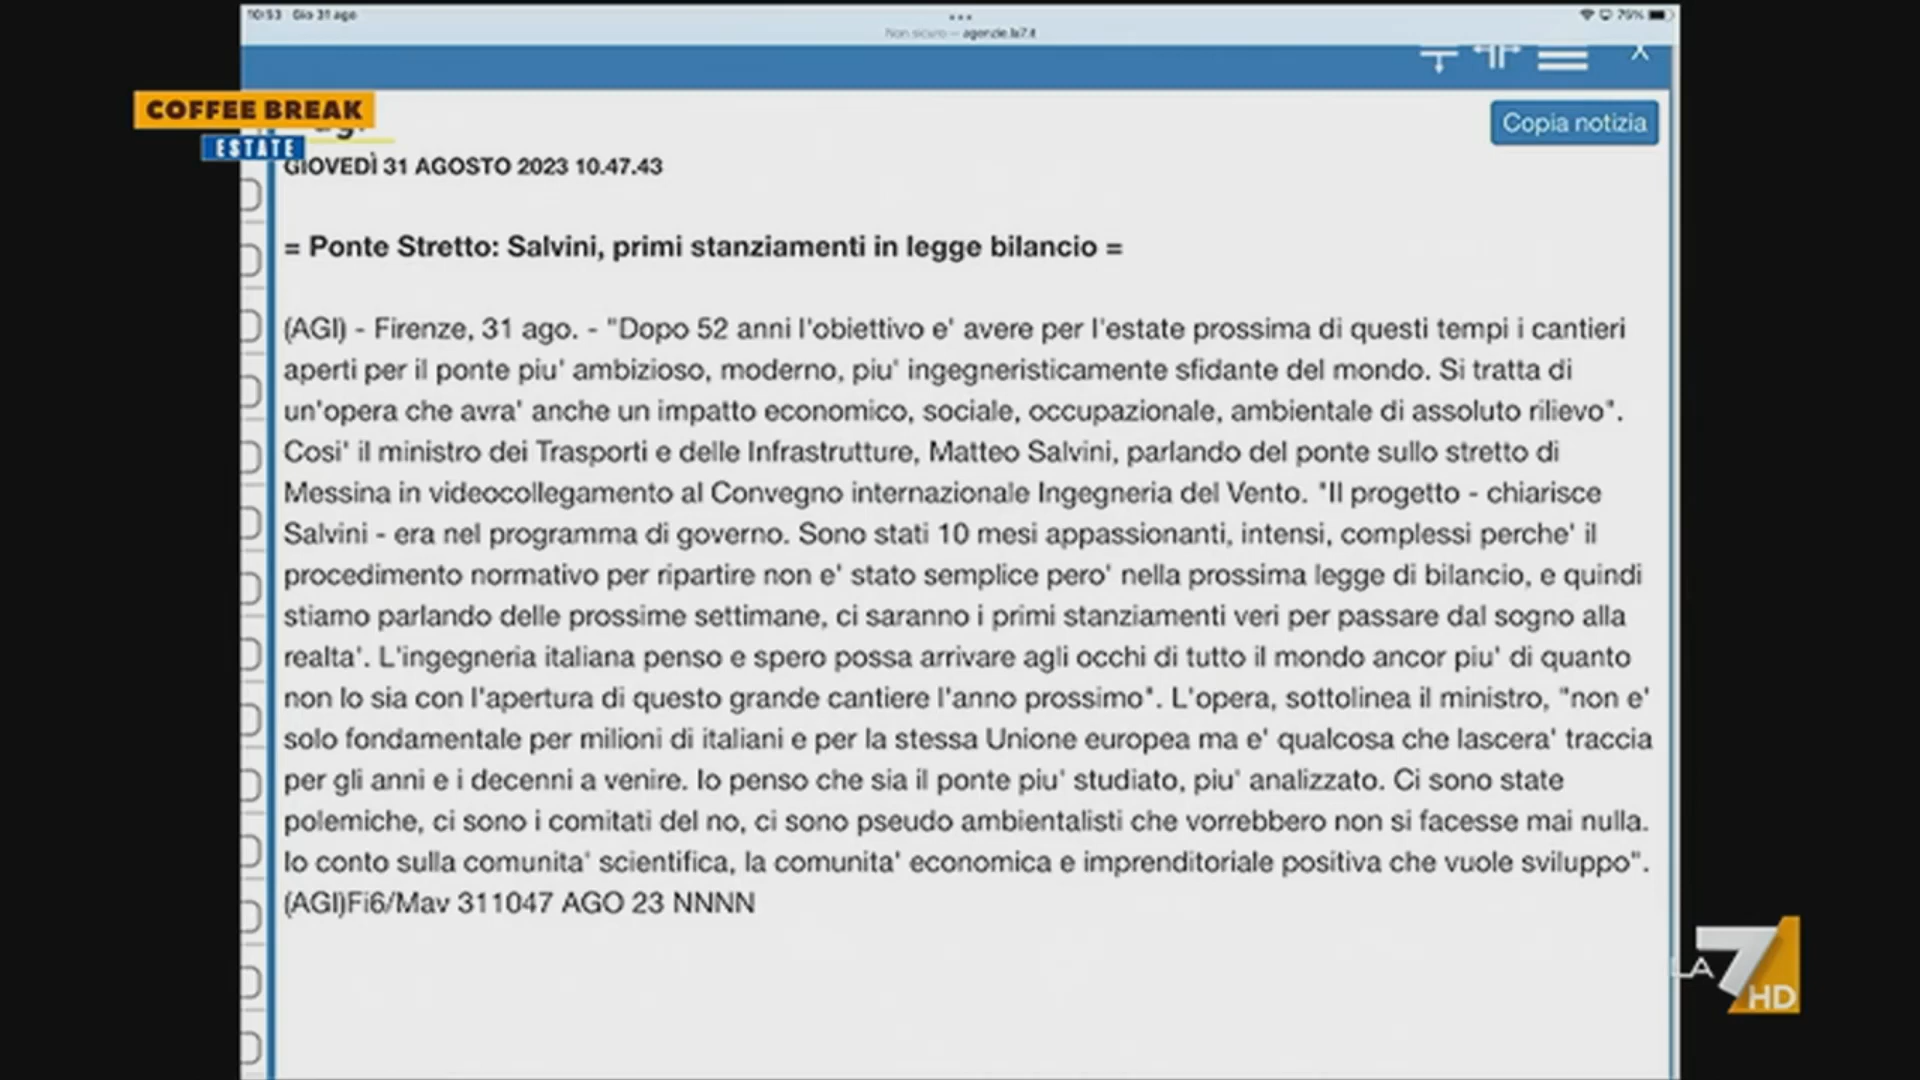 10:53 Gio 31 ago
75%
Non sicuro — agenzie.la7.it
COFFEE BREAK
ESTATE
Copia notizia
GIOVEDÌ 31 AGOSTO 2023 10.47.43
= Ponte Stretto: Salvini, primi stanziamenti in legge bilancio =
(AGI) - Firenze, 31 ago. - "Dopo 52 anni l'obiettivo e' avere per l'estate prossima di questi tempi i cantieri
aperti per il ponte piu' ambizioso, moderno, piu' ingegneristicamente sfidante del mondo. Si tratta di
un'opera che avra' anche un impatto economico, sociale, occupazionale, ambientale di assoluto rilievo".
Cosi' il ministro dei Trasporti e delle Infrastrutture, Matteo Salvini, parlando del ponte sullo stretto di
Messina in videocollegamento al Convegno internazionale Ingegneria del Vento. "Il progetto - chiarisce
Salvini - era nel programma di governo. Sono stati 10 mesi appassionanti, intensi, complessi perche' il
procedimento normativo per ripartire non e' stato semplice pero' nella prossima legge di bilancio, e quindi
stiamo parlando delle prossime settimane, ci saranno i primi stanziamenti veri per passare dal sogno alla
realta'. L'ingegneria italiana penso e spero possa arrivare agli occhi di tutto il mondo ancor piu' di quanto
non lo sia con l'apertura di questo grande cantiere l'anno prossimo". L'opera, sottolinea il ministro, "non e'
solo fondamentale per milioni di italiani e per la stessa Unione europea ma e' qualcosa che lascera' traccia
per gli anni e i decenni a venire. Io penso che sia il ponte piu' studiato, piu' analizzato. Ci sono state
polemiche, ci sono i comitati del no, ci sono pseudo ambientalisti che vorrebbero non si facesse mai nulla.
Io conto sulla comunita' scientifica, la comunita' economica e imprenditoriale positiva che vuole sviluppo".
(AGI)Fi6/Mav 311047 AGO 23 NNNN
LA7 HD